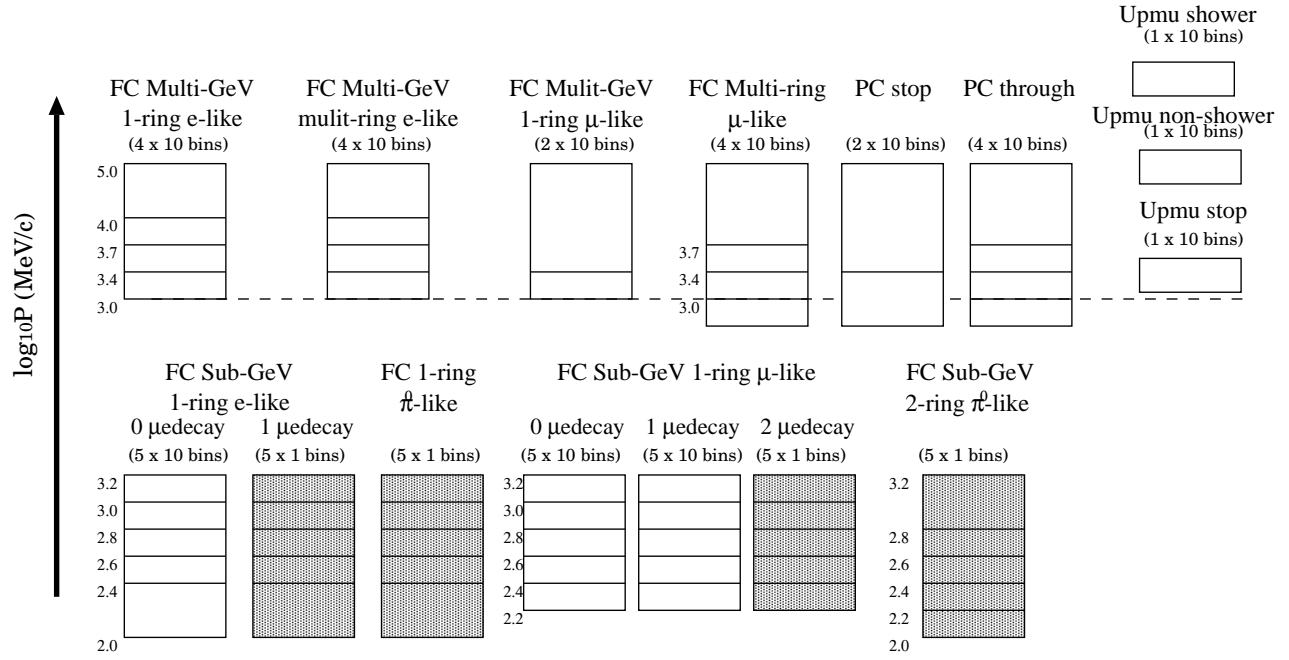 Upmu shower
(1 x 10 bins)
FC Multi-GeV
1-ring e-like
(4 x 10 bins)
FC Multi-GeV
mulit-ring e-like
(4 x 10 bins)
FC Mulit-GeV
1-ring μ-like
(2 x 10 bins)
FC Multi-ring
μ-like
(4 x 10 bins)
PC stop
(2 x 10 bins)
PC through
(4 x 10 bins)
Upmu non-shower
(1 x 10 bins)
Upmu stop
(1 x 10 bins)
5.0
4.0
3.7
3.4
3.0
3.7
3.4
3.0
log10P (MeV/c)
FC Sub-GeV
1-ring e-like
0 μedecay
(5 x 10 bins)
1 μedecay
(5 x 1 bins)
FC 1-ring
π0-like
(5 x 1 bins)
FC Sub-GeV 1-ring μ-like
0 μedecay
(5 x 10 bins)
1 μedecay
(5 x 10 bins)
2 μedecay
(5 x 1 bins)
FC Sub-GeV
2-ring π0-like
(5 x 1 bins)
3.2
3.0
2.8
2.6
2.4
2.0
3.2
3.0
2.8
2.6
2.4
2.2
3.2
2.8
2.6
2.4
2.2
2.0